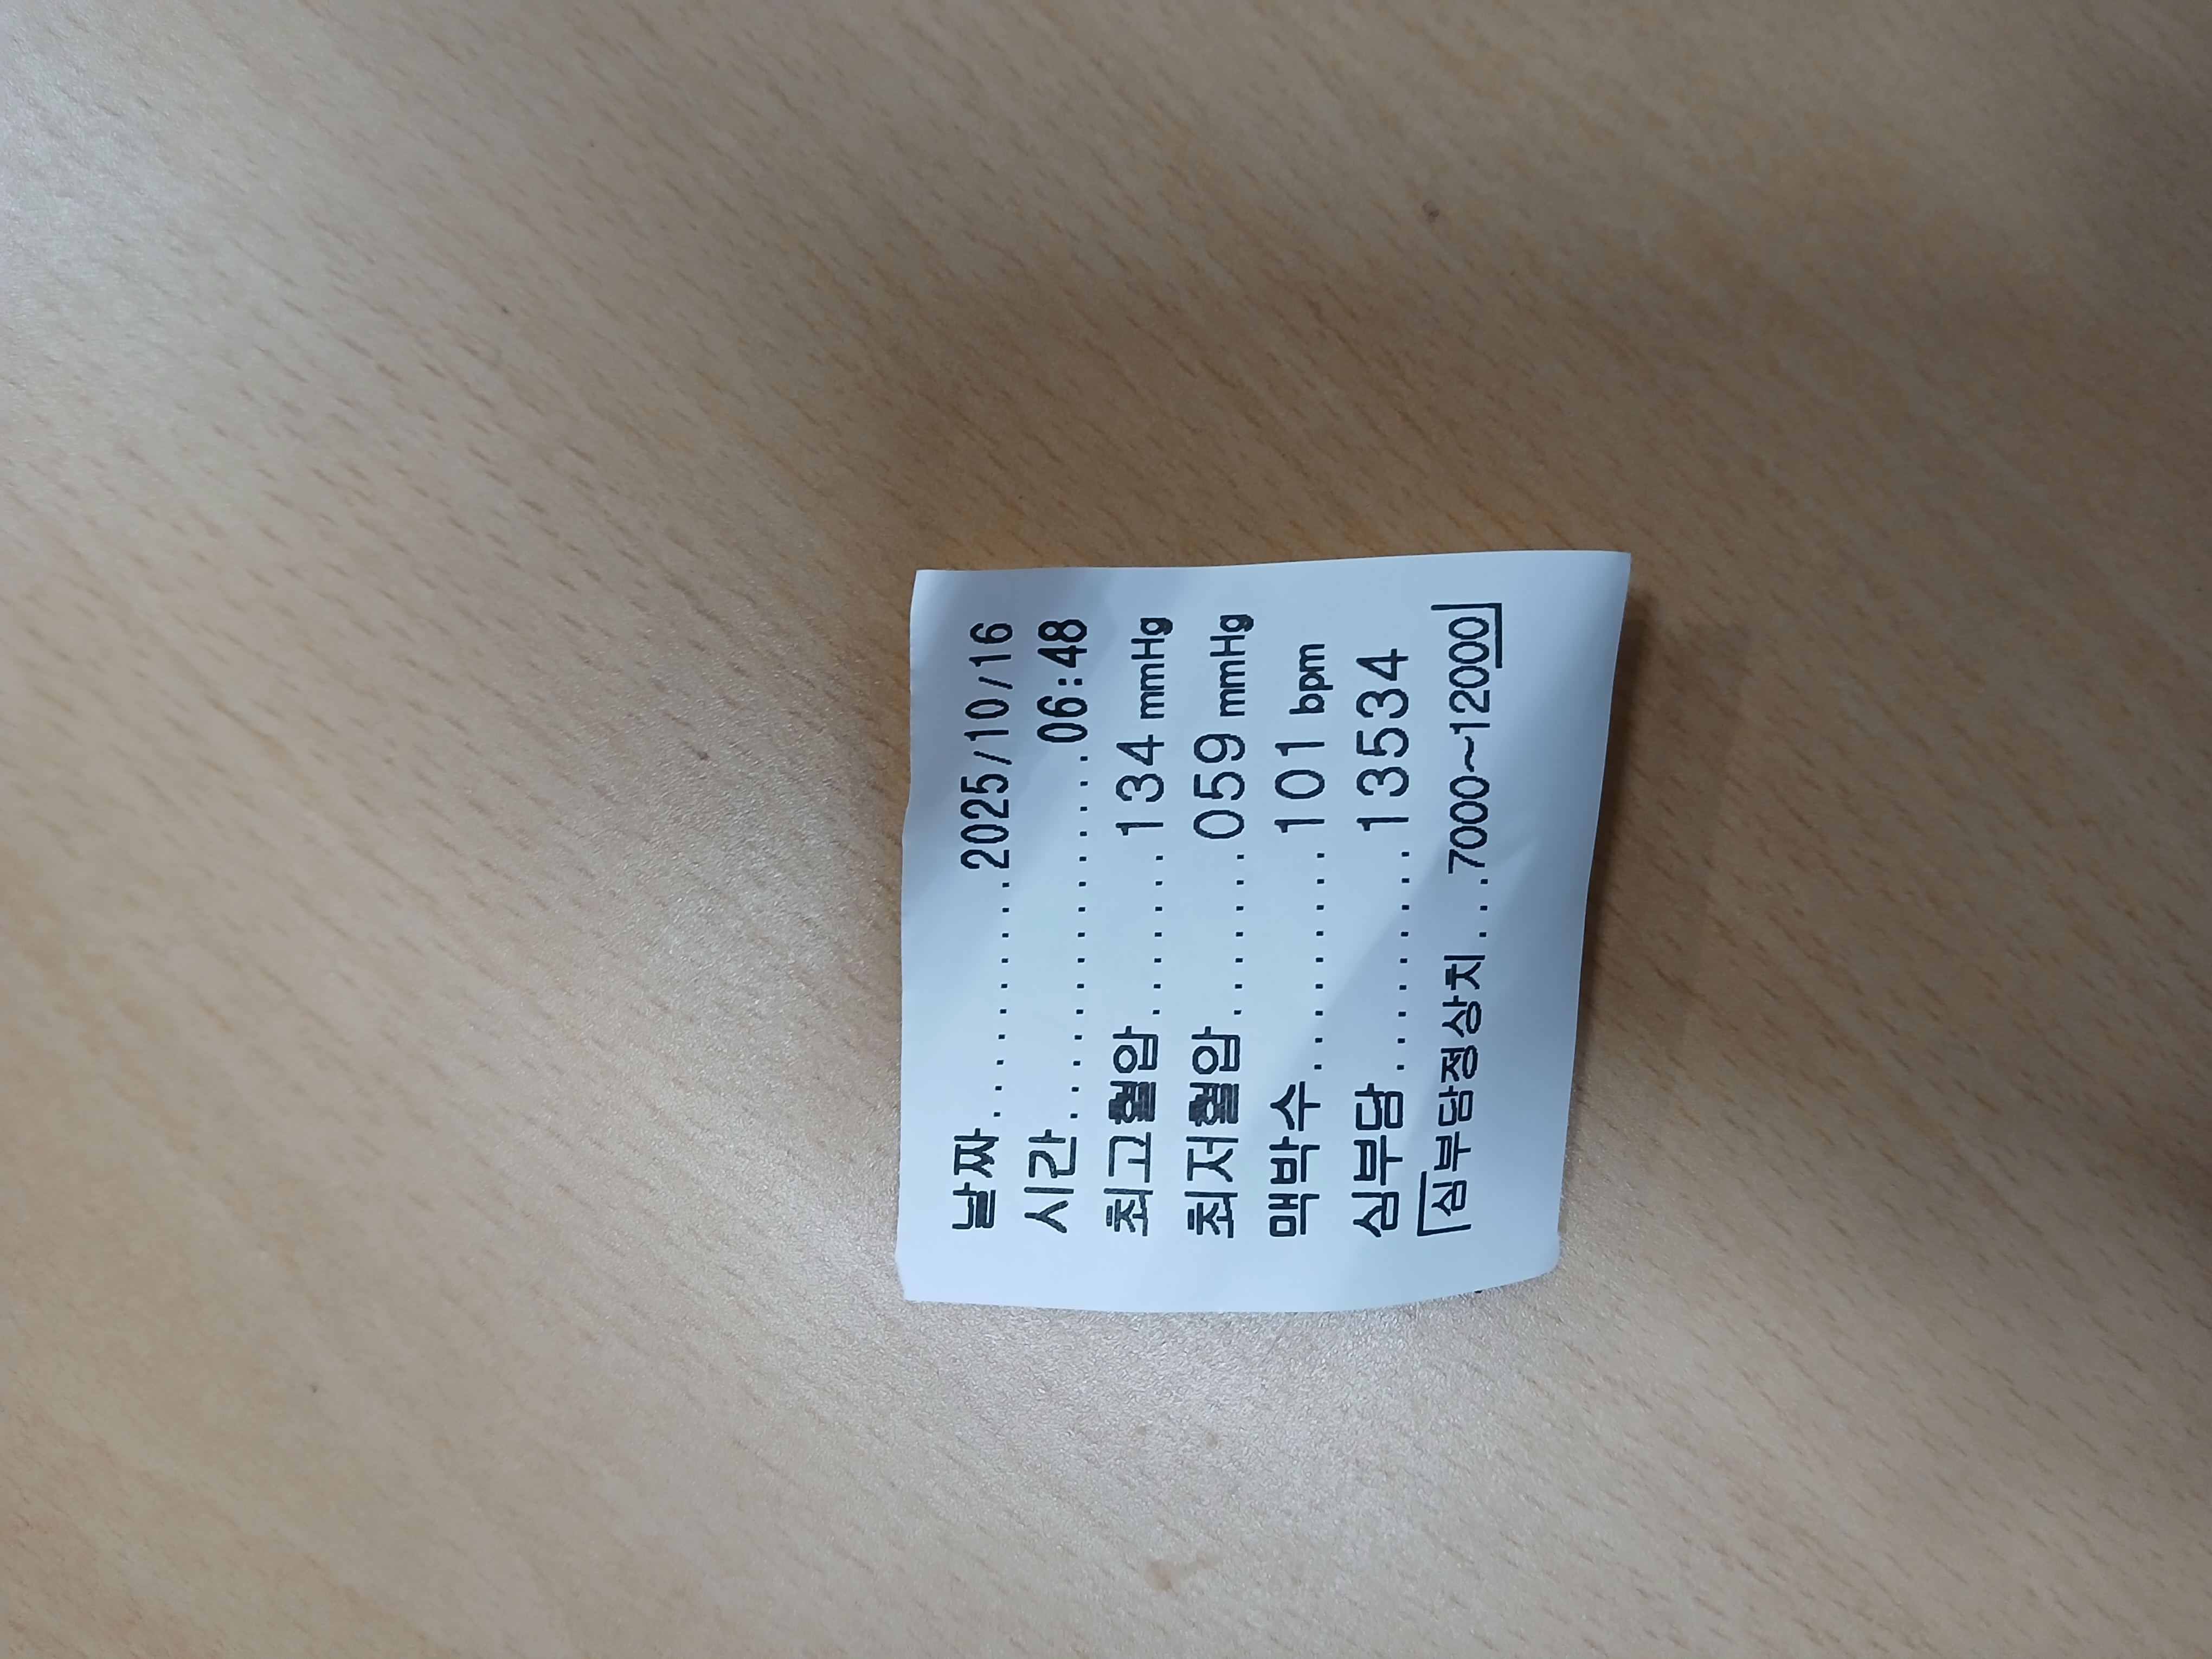 날짜............2025/10/16
시간..................06:48
최고혈압.......134 mmHg
최저혈압.......059 mmHg
맥박수..........101 bpm
심부담.........13534
[심부담정상치...7000~12000]